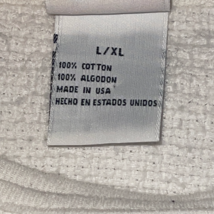 L/XL
100% COTTON
100% ALGODON
MADE IN USA
HECHO EN ESTADOS UNIDOS